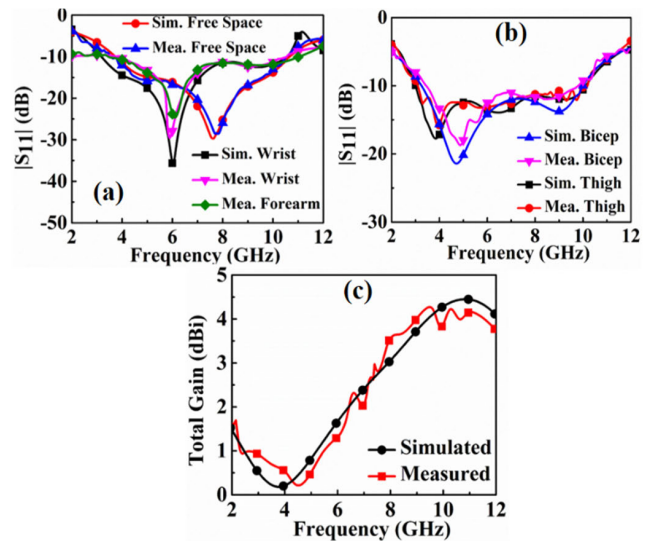 0
-10
-20
-30
-40
-50
|S11| (dB)
Sim. Free Space
Mea. Free Space
Sim. Wrist
Mea. Wrist
Mea. Forearm
(a)
2 4 6 8 10 12
Frequency (GHz)
0
-10
-20
-30
|S11| (dB)
(b)
Sim. Bicep
Mea. Bicep
Sim. Thigh
Mea. Thigh
2 4 6 8 10 12
Frequency (GHz)
5
4
3
2
1
0
Total Gain (dBi)
(c)
Simulated
Measured
2 4 6 8 10 12
Frequency (GHz)